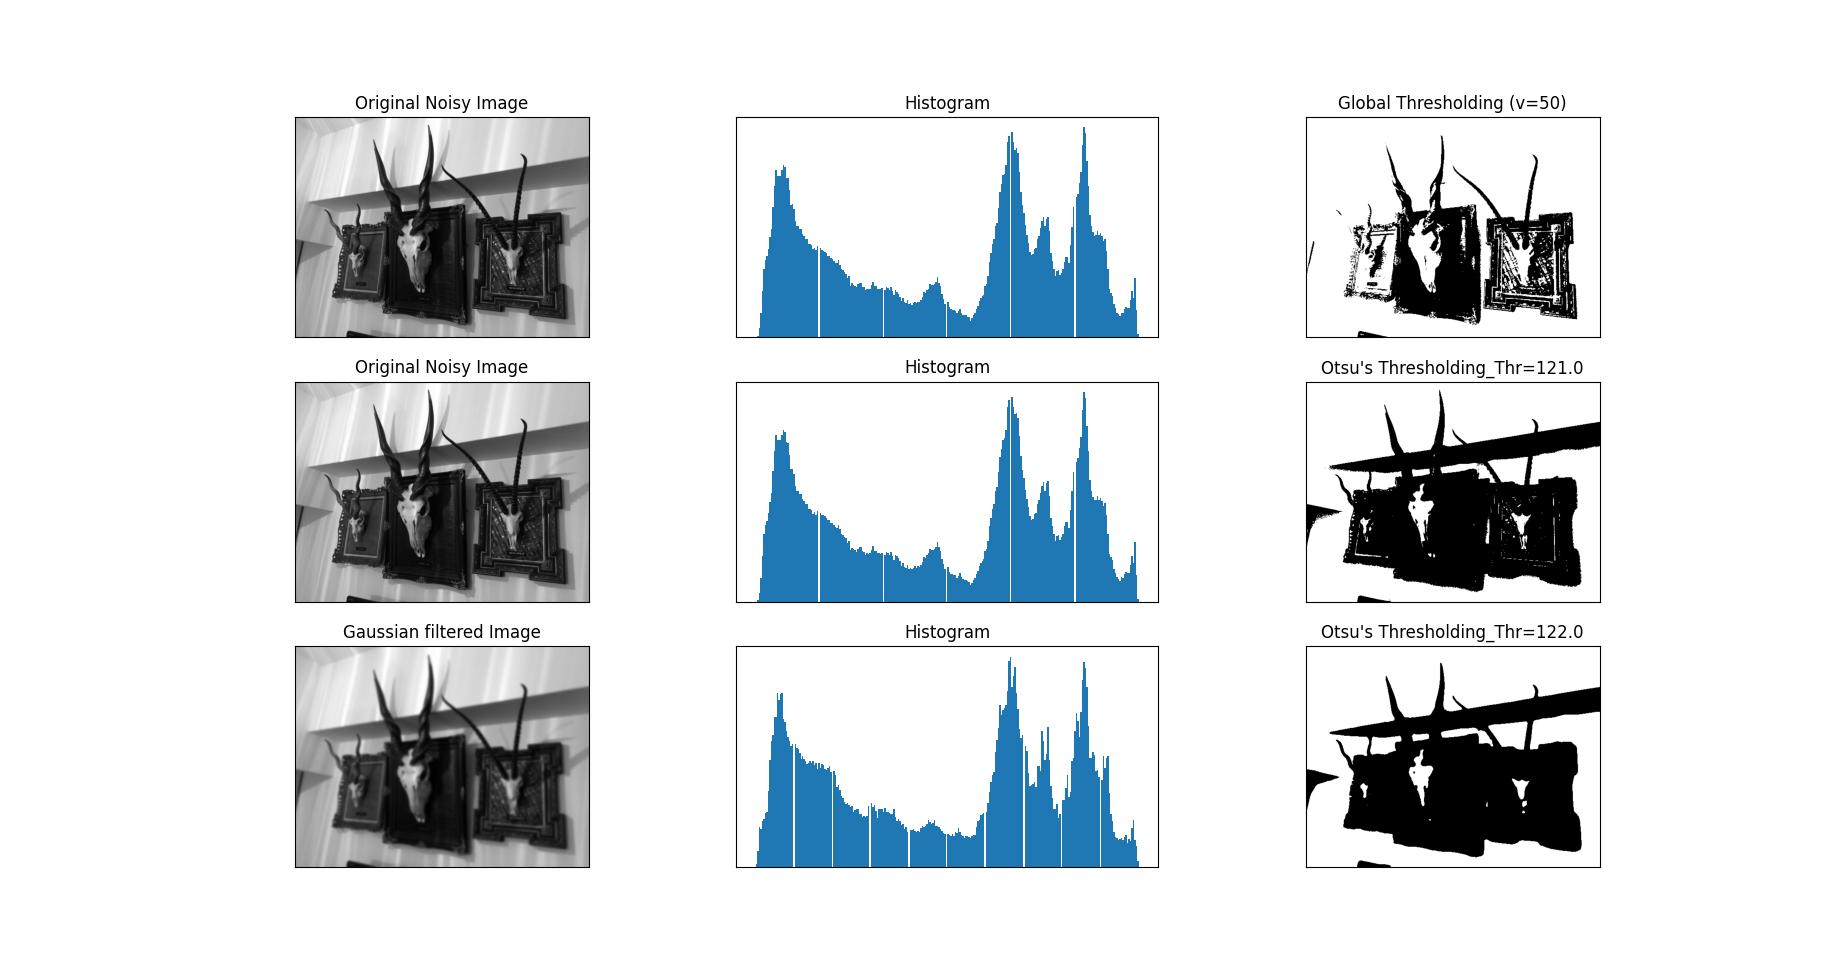 Original Noisy Image
Histogram
Global Thresholding (v=50)
Original Noisy Image
Histogram
Otsu's Thresholding_Thr=121.0
Gaussian filtered Image
Histogram
Otsu's Thresholding_Thr=122.0